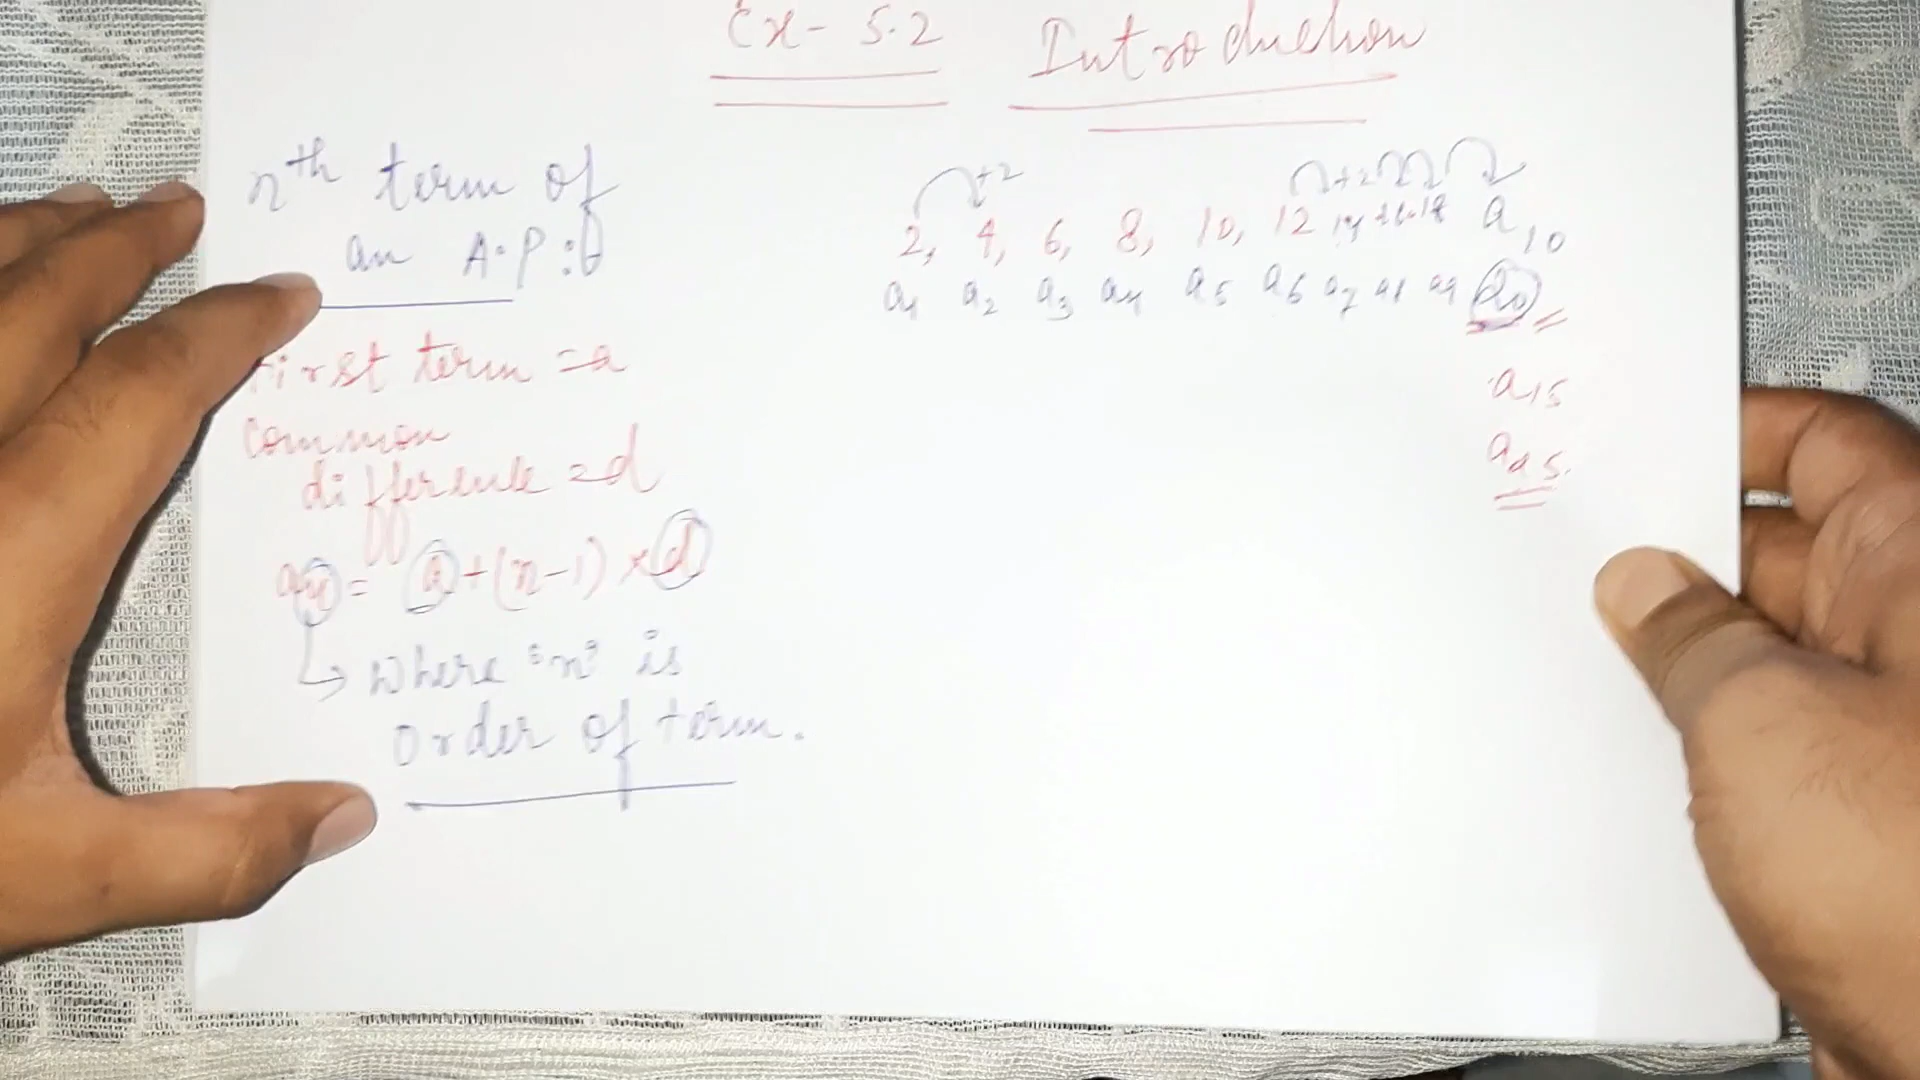 Ex- 5.2 Introduction
nth term of
an A.P :
First term = a
common
difference = d
an = a + (n-1) × d
where 'n' is
order of term.
+2 +2
2, 4, 6, 8, 10, 12 14 16 18 a10
a1 a2 a3 a4 a5 a6 a7 a8 a9 a10
a15